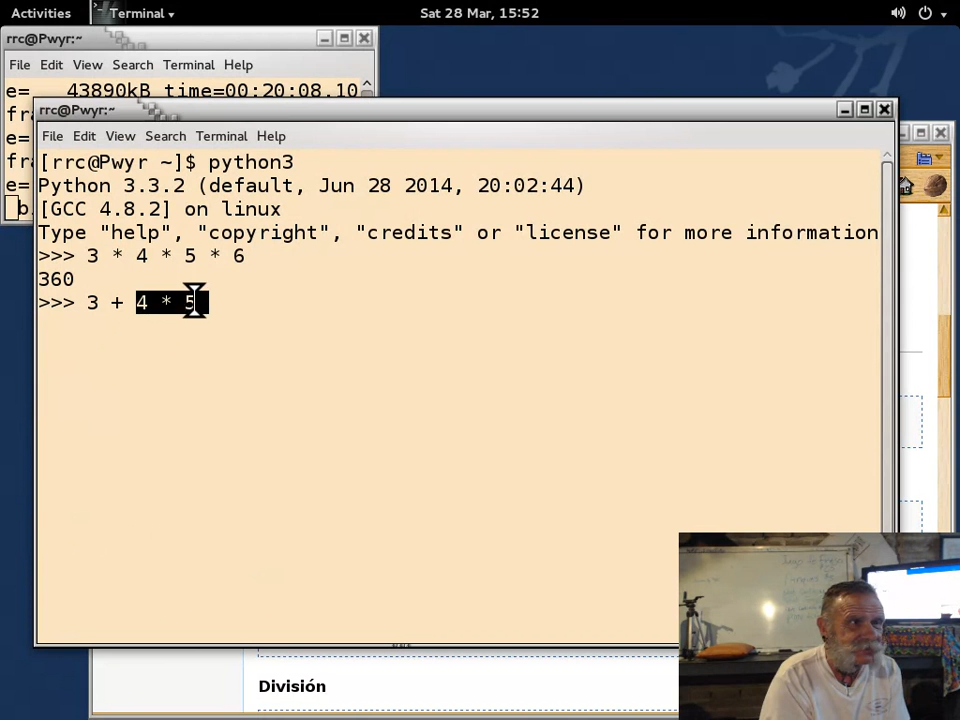 Activities
Terminal
Sat 28 Mar, 15:52
rrc@Pwyr:~
File Edit View Search Terminal Help
e= 43890kB time=00:20:08.10
fr
e=
fr
e=
b
rrc@Pwyr:~
File Edit View Search Terminal Help
[rrc@Pwyr ~]$ python3
Python 3.3.2 (default, Jun 28 2014, 20:02:44)
[GCC 4.8.2] on linux
Type "help", "copyright", "credits" or "license" for more information
>>> 3 * 4 * 5 * 6
360
>>> 3 + 4 * 5
División